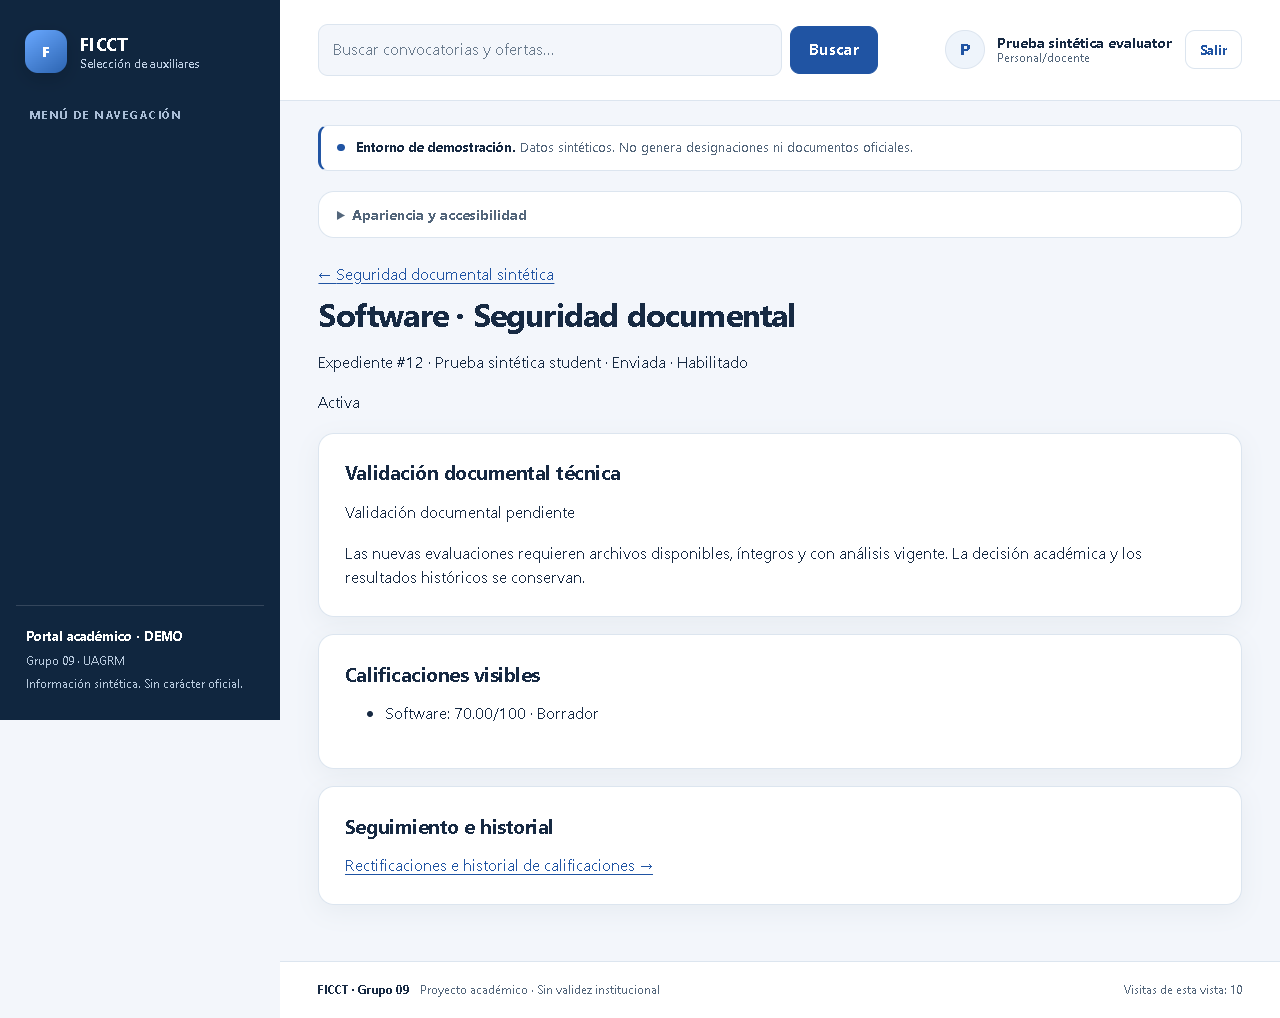 F
FICCT
Selección de auxiliares
MENÚ DE NAVEGACIÓN
Portal académico · DEMO
Grupo 09 · UAGRM
Información sintética. Sin carácter oficial.
Buscar convocatorias y ofertas...
Buscar
P
Prueba sintética evaluator
Personal/docente
Salir
Entorno de demostración. Datos sintéticos. No genera designaciones ni documentos oficiales.
▶ Apariencia y accesibilidad
← Seguridad documental sintética
Software · Seguridad documental
Expediente #12 · Prueba sintética student · Enviada · Habilitado
Activa
Validación documental técnica
Validación documental pendiente
Las nuevas evaluaciones requieren archivos disponibles, íntegros y con análisis vigente. La decisión académica y los
resultados históricos se conservan.
Calificaciones visibles
• Software: 70.00/100 · Borrador
Seguimiento e historial
Rectificaciones e historial de calificaciones →
FICCT · Grupo 09 Proyecto académico · Sin validez institucional
Visitas de esta vista: 10